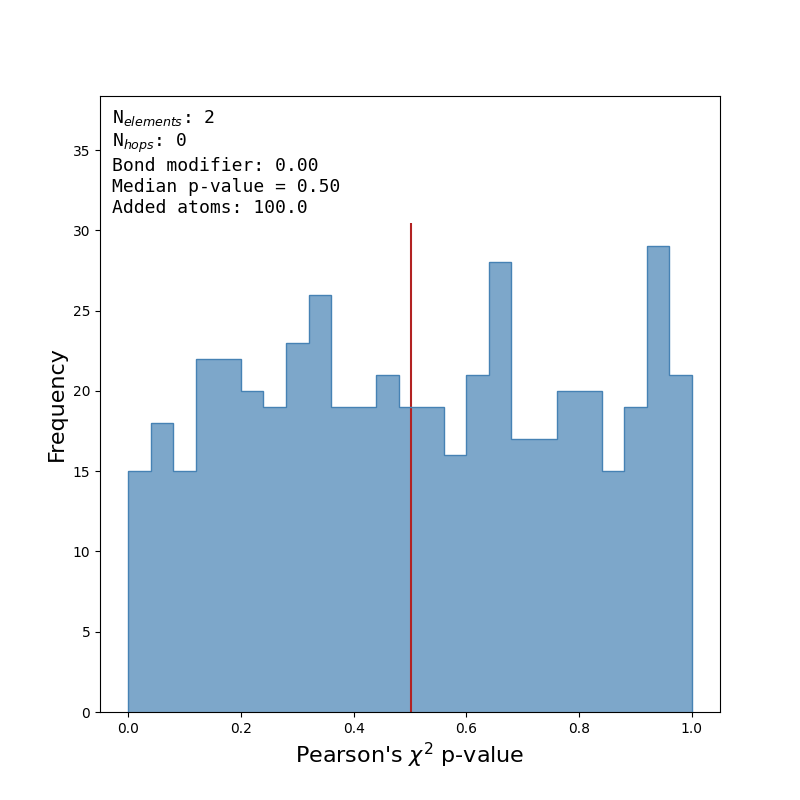 N_elements: 2
N_hops: 0
Bond modifier: 0.00
Median p-value = 0.50
Added atoms: 100.0
35
30
25
20
15
10
5
0
Frequency
0.0 0.2 0.4 0.6 0.8 1.0
Pearson's χ² p-value